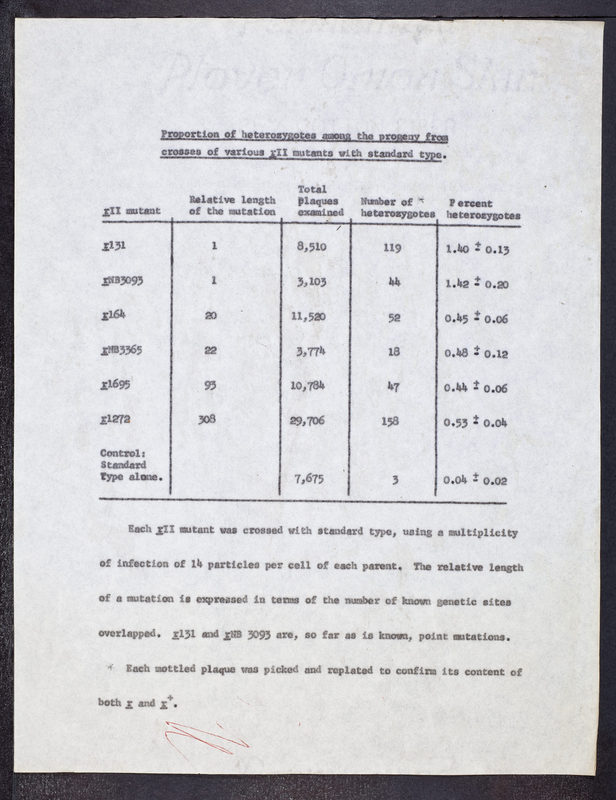 Proportion of heterozygotes among the progeny from
crosses of various rII mutants with standard type.
rII mutant | Relative length of the mutation | Total plaques examined | Number of * heterozygotes | Percent heterozygotes
r131 1 8,510 119 1.40 ± 0.13
rNB3093 1 3,103 44 1.42 ± 0.20
r164 20 11,520 52 0.45 ± 0.06
rNB3365 22 3,774 18 0.48 ± 0.12
r1695 93 10,784 47 0.44 ± 0.06
r1272 308 29,706 158 0.53 ± 0.04
Control:
Standard
Type alone. 7,675 3 0.04 ± 0.02
Each rII mutant was crossed with standard type, using a multiplicity
of infection of 14 particles per cell of each parent. The relative length
of a mutation is expressed in terms of the number of known genetic sites
overlapped. r131 and rNB 3093 are, so far as is known, point mutations.
* Each mottled plaque was picked and replated to confirm its content of
both r and r+.